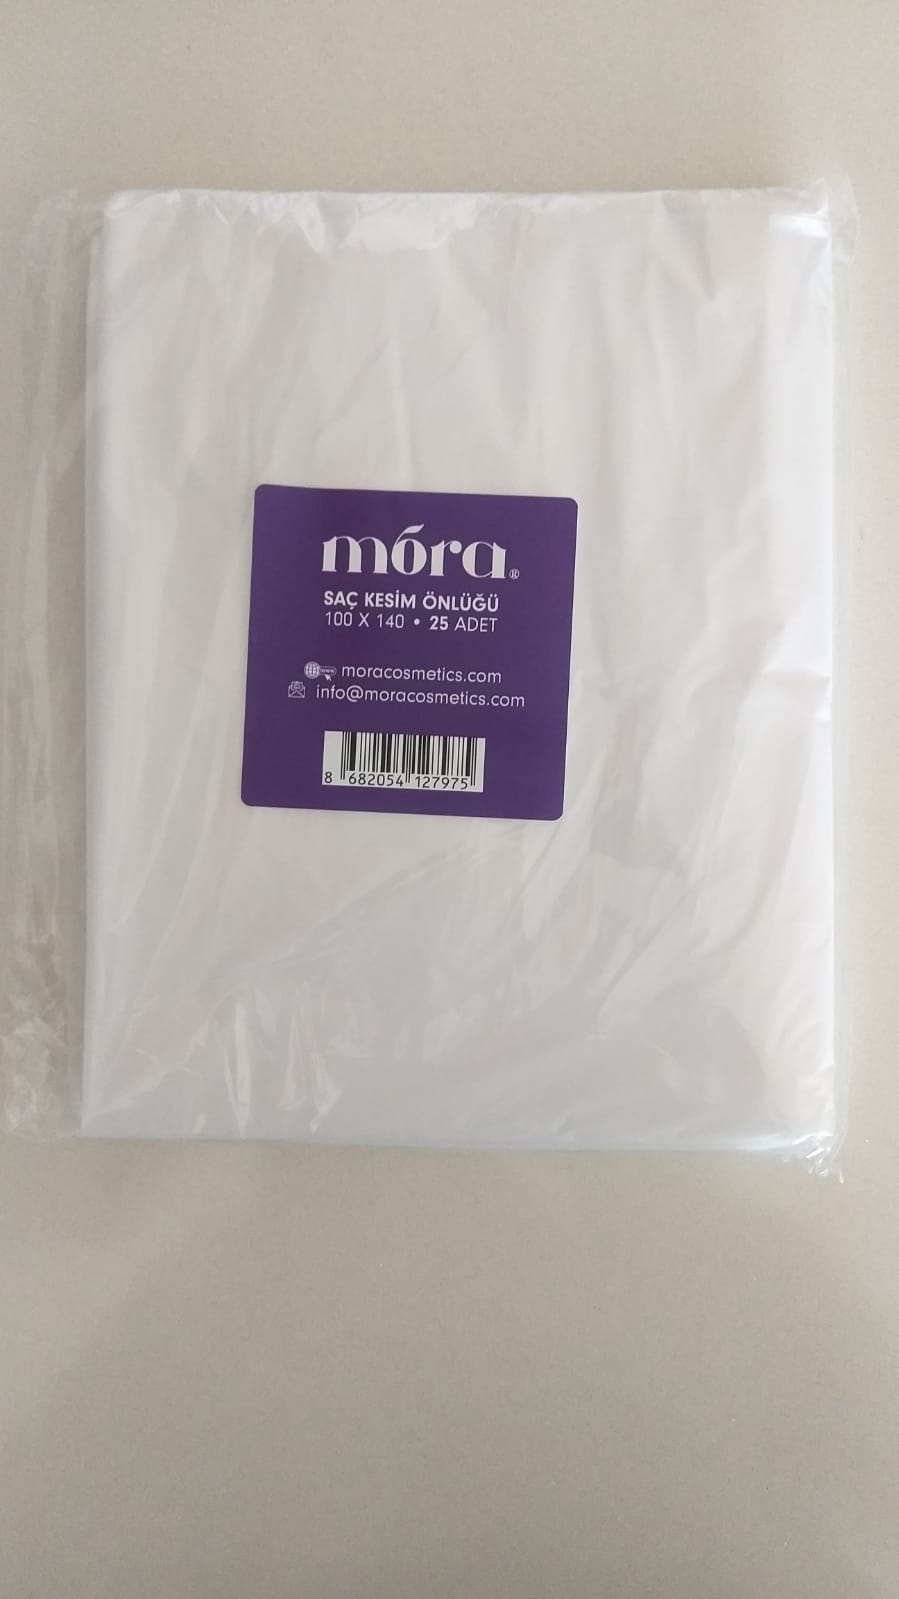 móra®
SAÇ KESİM ÖNLÜĞÜ
100 X 140 • 25 ADET
www
moracosmetics.com
info@moracosmetics.com
8 682054 127975